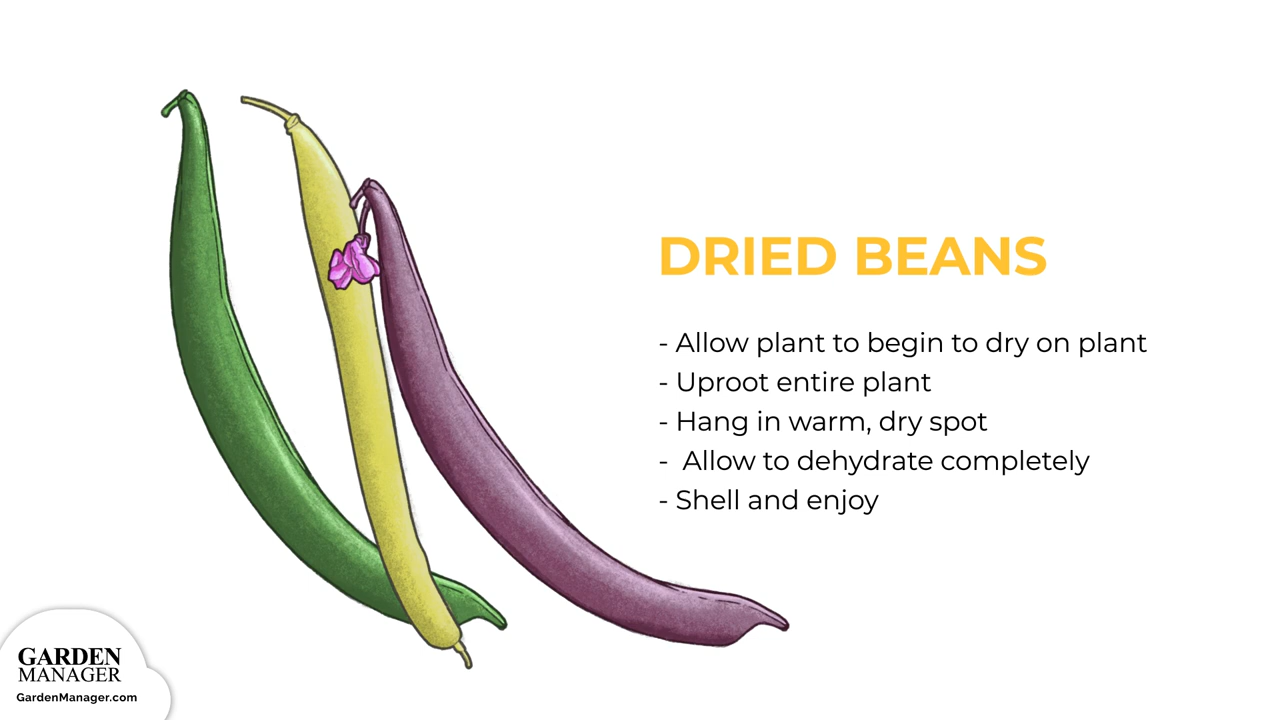 DRIED BEANS
- Allow plant to begin to dry on plant
- Uproot entire plant
- Hang in warm, dry spot
-  Allow to dehydrate completely
- Shell and enjoy
GARDEN
MANAGER
GardenManager.com